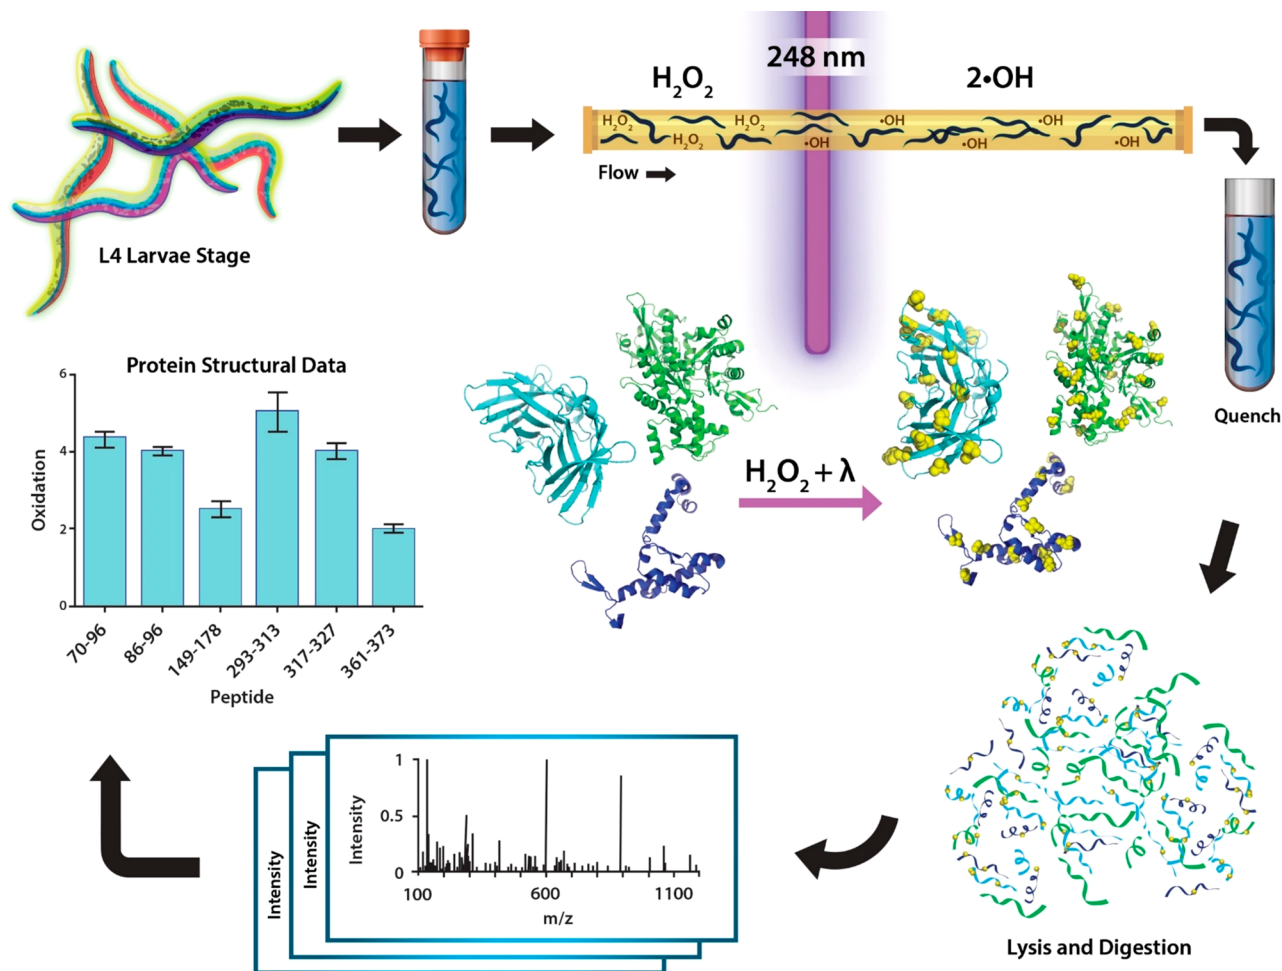 L4 Larvae Stage
H₂O₂
248 nm
2•OH
H₂O₂
H₂O₂
•OH
•OH
H₂O₂
•OH
•OH
•OH
Flow
Quench
H₂O₂ + λ
Protein Structural Data
Oxidation
6
4
2
0
70-96
86-96
149-178
293-313
317-327
361-373
Peptide
Lysis and Digestion
Intensity
Intensity
Intensity
1
0.5
0
100
600
1100
m/z